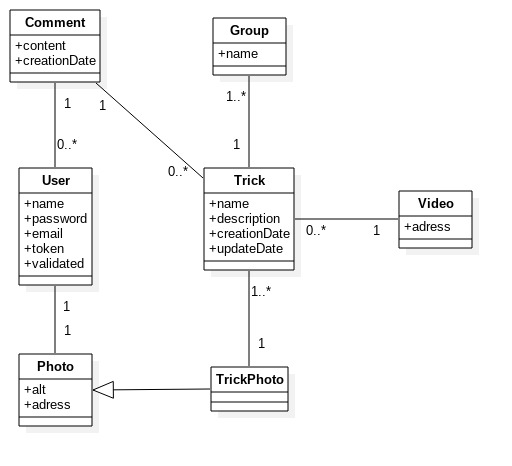 Comment
+content
+creationDate
Group
+name
1
1
1..*
0..*
1
0..*
User
+name
+password
+email
+token
+validated
Trick
+name
+description
+creationDate
+updateDate
0..*
1
Video
+adress
1
1
1..*
1
Photo
+alt
+adress
TrickPhoto